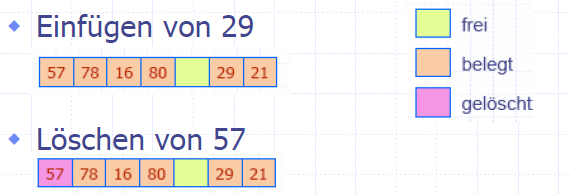 Einfügen von 29
57 78 16 80 29 21
Löschen von 57
57 78 16 80 29 21
frei
belegt
gelöscht